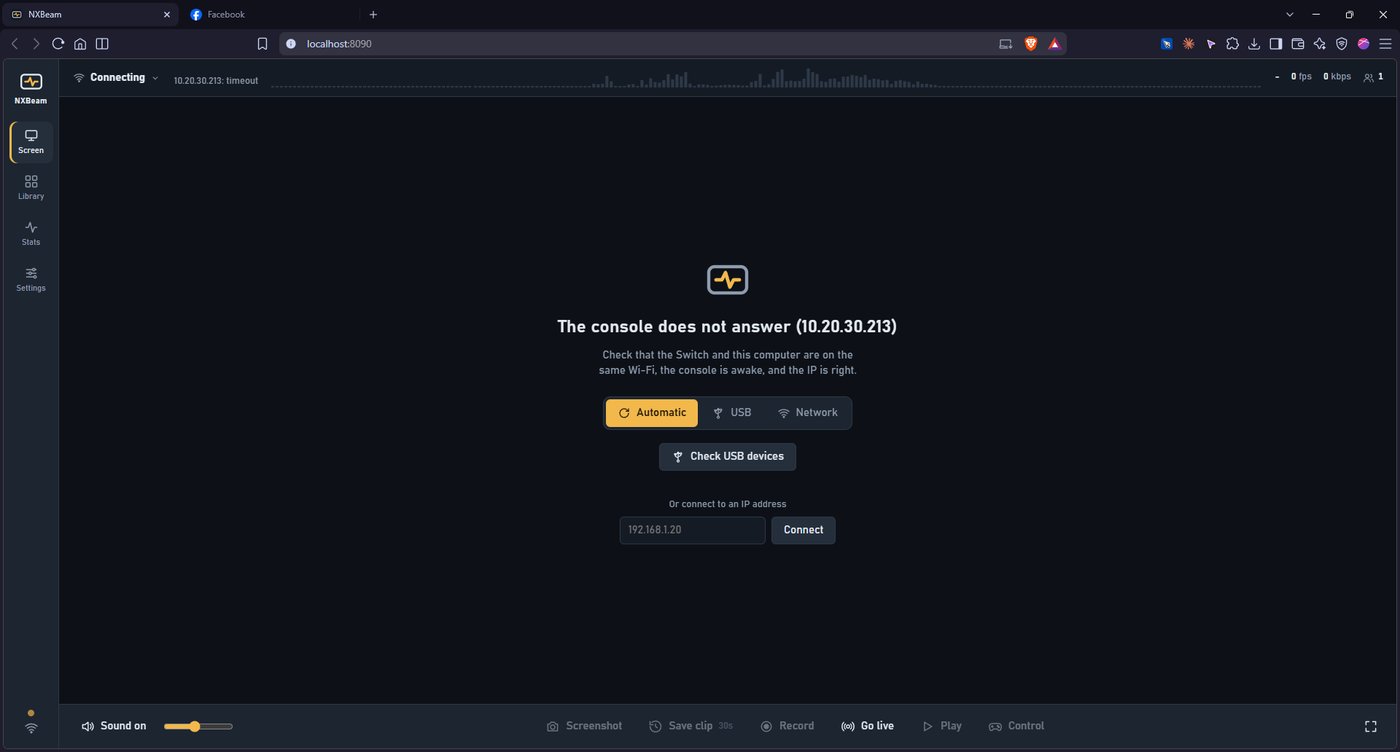 NXBeam
Facebook
localhost:8090
NXBeam
Connecting
10.20.30.213: timeout
- 0 fps 0 kbps 1
Screen
Library
Stats
Settings
The console does not answer (10.20.30.213)
Check that the Switch and this computer are on the
same Wi-Fi, the console is awake, and the IP is right.
Automatic USB Network
Check USB devices
Or connect to an IP address
192.168.1.20 Connect
Sound on Screenshot Save clip 30s Record Go live Play Control